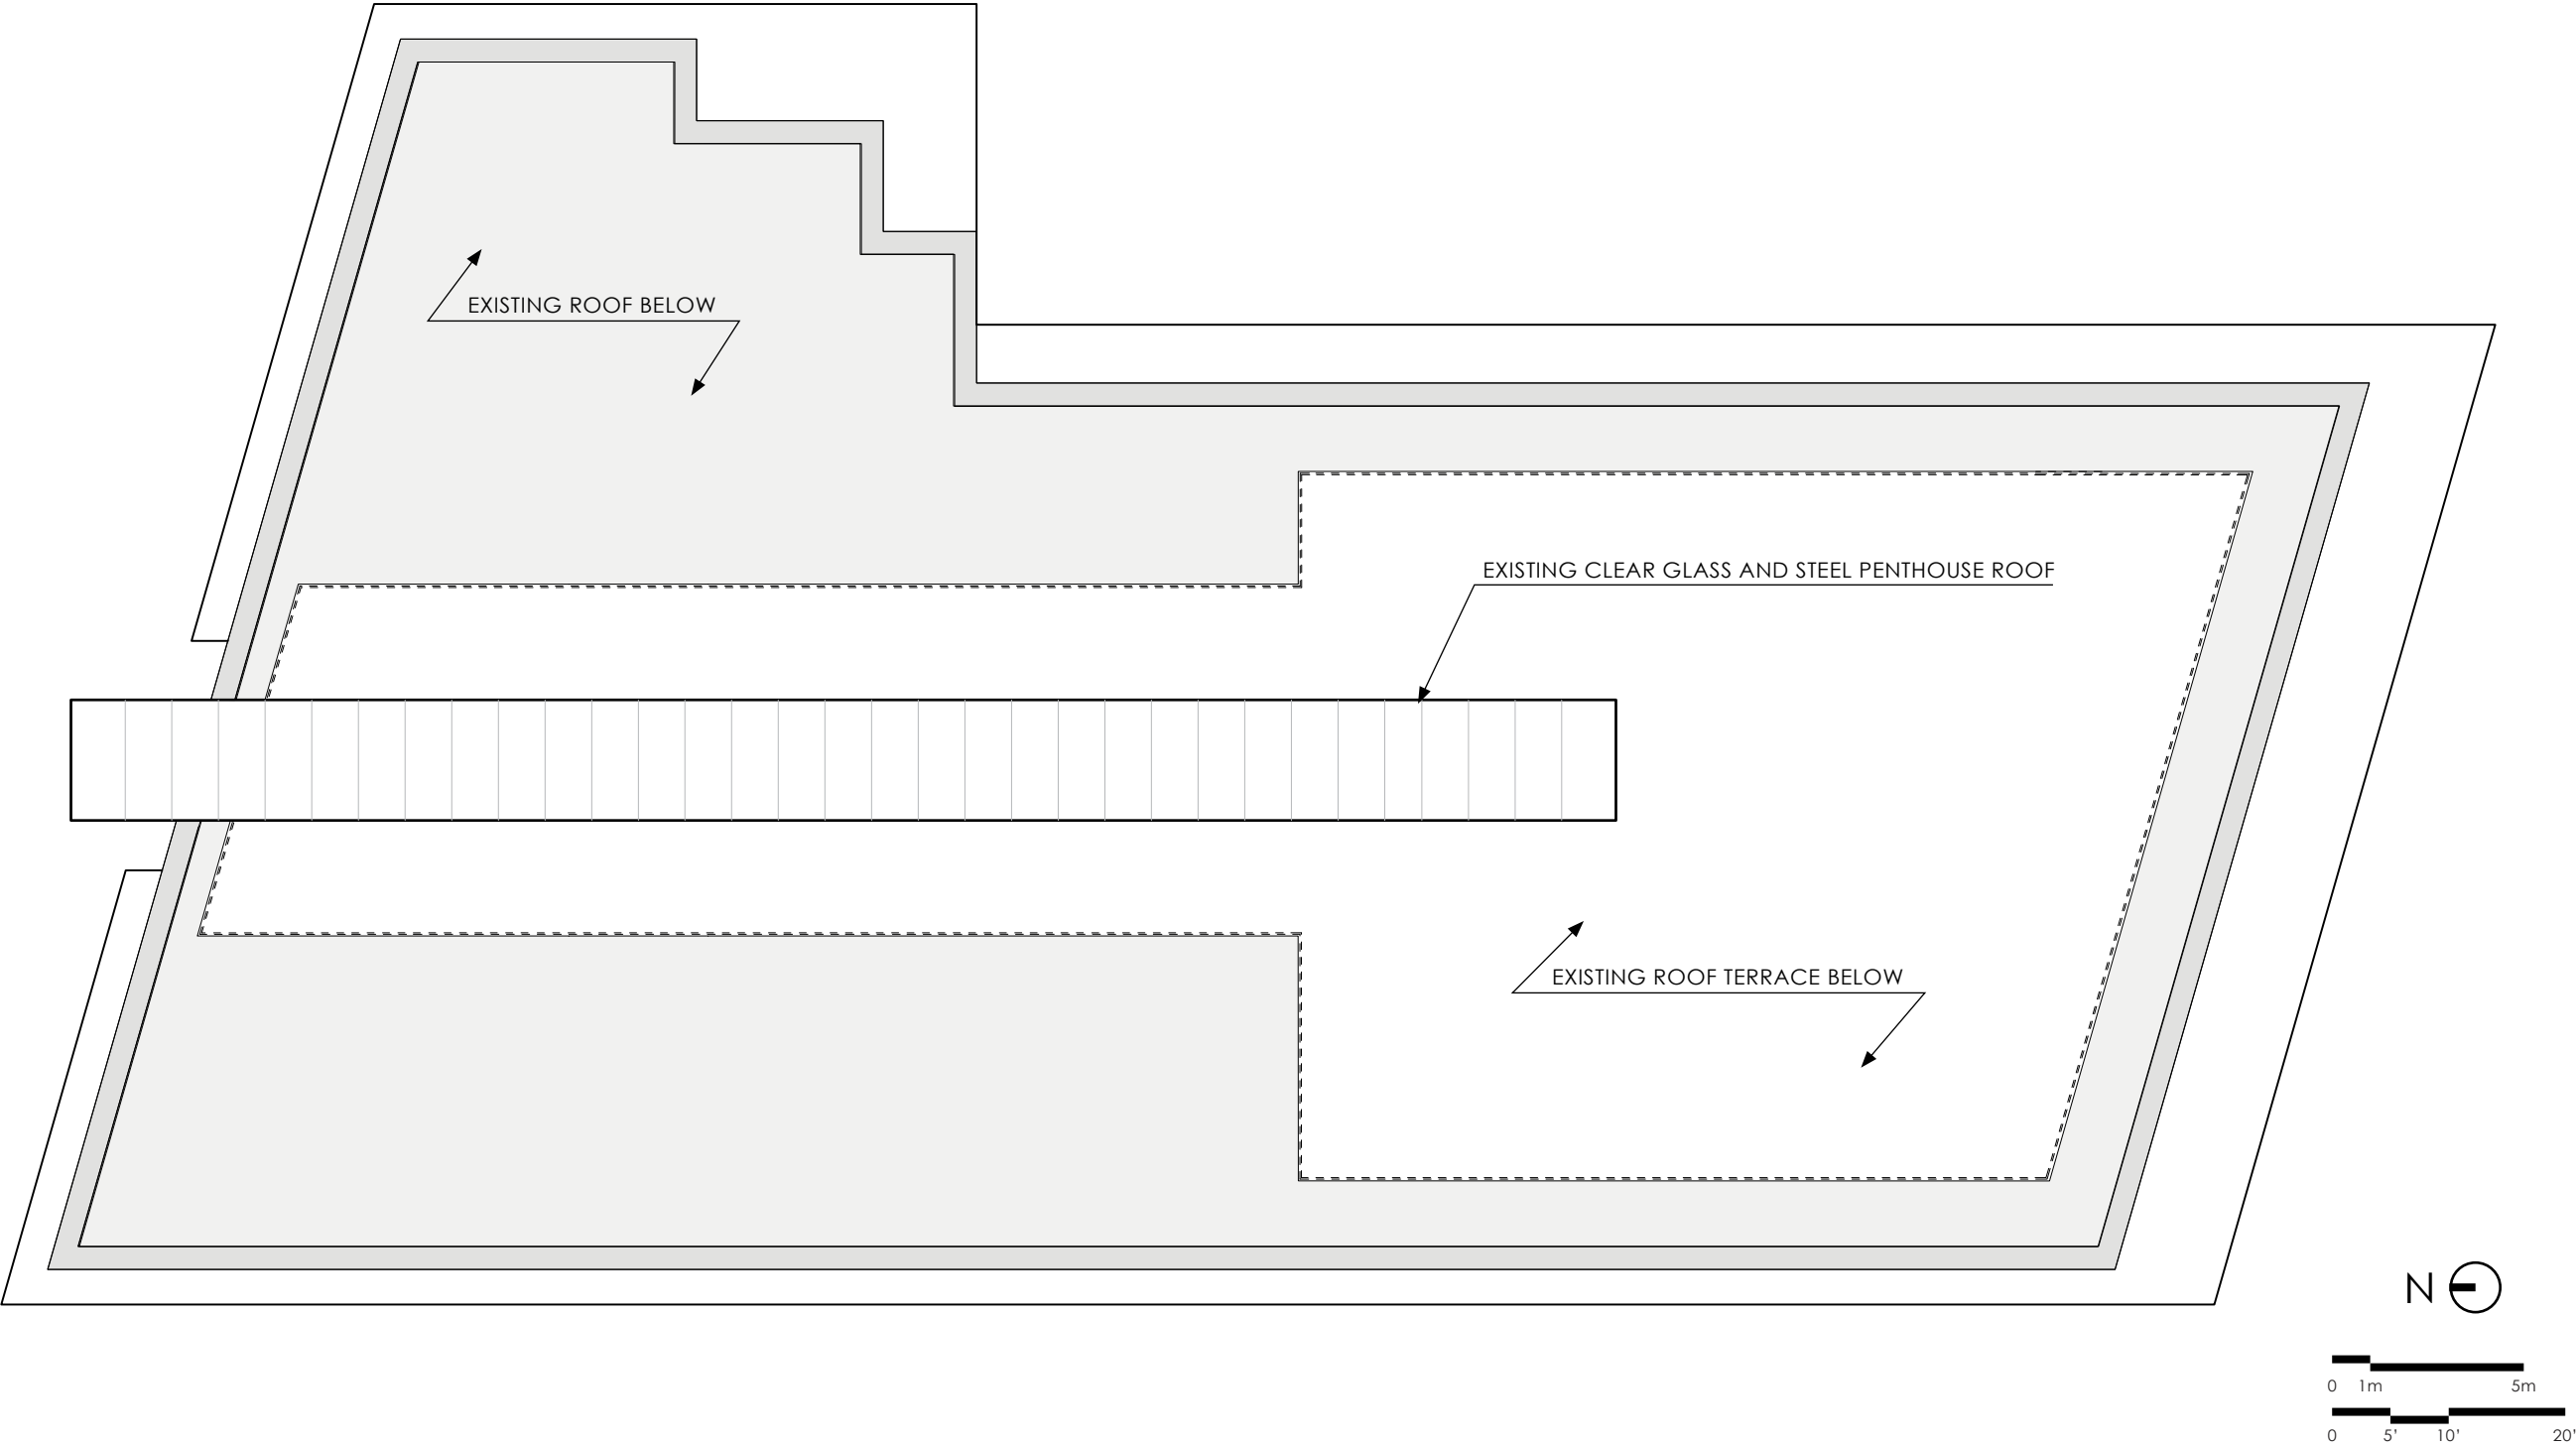 EXISTING ROOF BELOW
EXISTING CLEAR GLASS AND STEEL PENTHOUSE ROOF
EXISTING ROOF TERRACE BELOW
N
0 1m 5m
0 5' 10' 20'